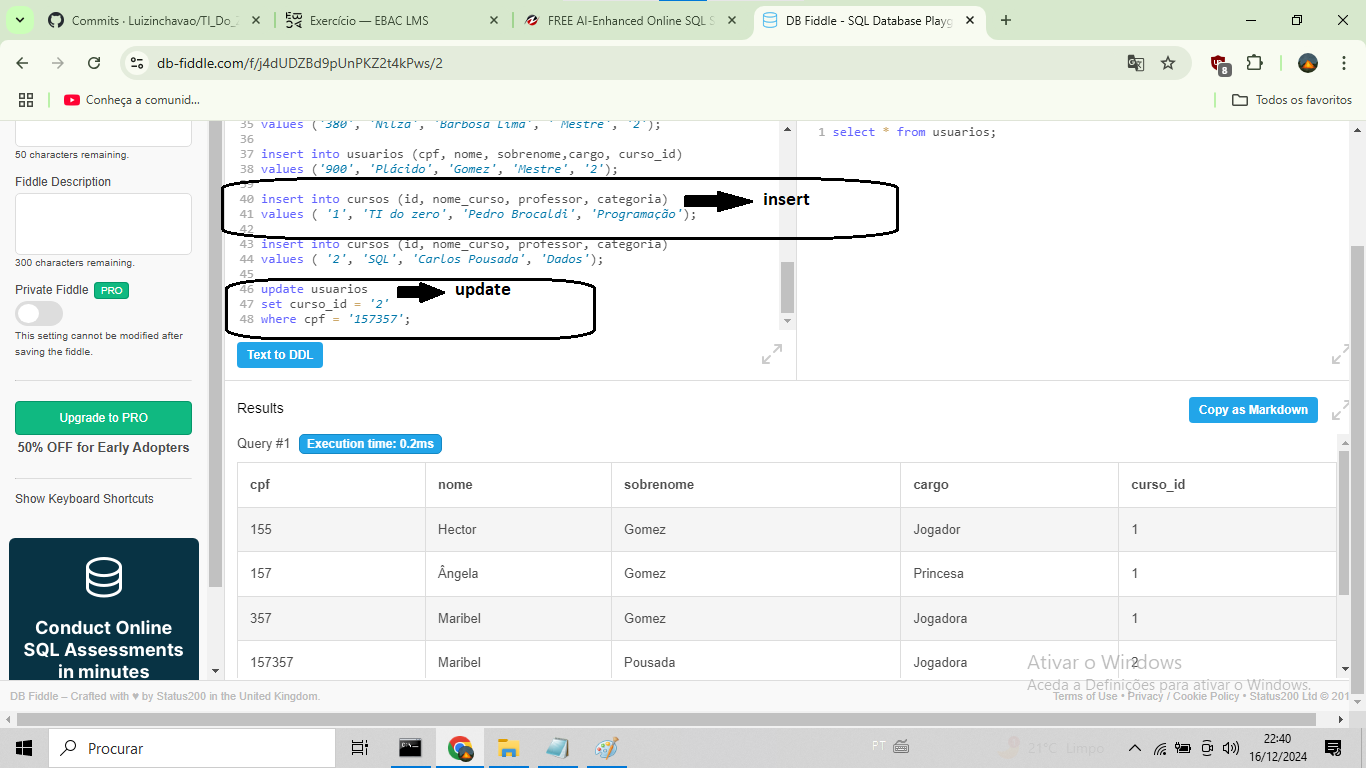 Commits · Luizinchavao/TI_Do_
Exercício — EBAC LMS
FREE AI-Enhanced Online SQL S
DB Fiddle - SQL Database Playg
db-fiddle.com/f/j4dUDZBd9pUnPKZ2t4kPws/2
8
Conheça a comunid...
Todos os favoritos
50 characters remaining.
Fiddle Description
300 characters remaining.
Private Fiddle PRO
This setting cannot be modified after
saving the fiddle.
Upgrade to PRO
50% OFF for Early Adopters
Show Keyboard Shortcuts
Conduct Online
SQL Assessments
in minutes
35 values ('380', 'Nilza', 'Barbosa Lima', ' Mestre', '2');
36
37 insert into usuarios (cpf, nome, sobrenome,cargo, curso_id)
38 values ('900', 'Plácido', 'Gomez', 'Mestre', '2');
39
40 insert into cursos (id, nome_curso, professor, categoria)
insert
41 values ( '1', 'TI do zero', 'Pedro Brocaldi', 'Programação');
42
43 insert into cursos (id, nome_curso, professor, categoria)
44 values ( '2', 'SQL', 'Carlos Pousada', 'Dados');
45
46 update usuarios
update
47 set curso_id = '2'
48 where cpf = '157357';
Text to DDL
1 select * from usuarios;
Results
Copy as Markdown
Query #1 Execution time: 0.2ms
cpf nome sobrenome cargo curso_id
155 Hector Gomez Jogador 1
157 Ângela Gomez Princesa 1
357 Maribel Gomez Jogadora 1
157357 Maribel Pousada Jogadora 2
Ativar o Windows
Aceda a Definições para ativar o Windows.
DB Fiddle – Crafted with ♥ by Status200 in the United Kingdom.
Terms of Use • Privacy / Cookie Policy • Status200 Ltd © 201
Procurar
PT
21°C Limpo
22:40
16/12/2024